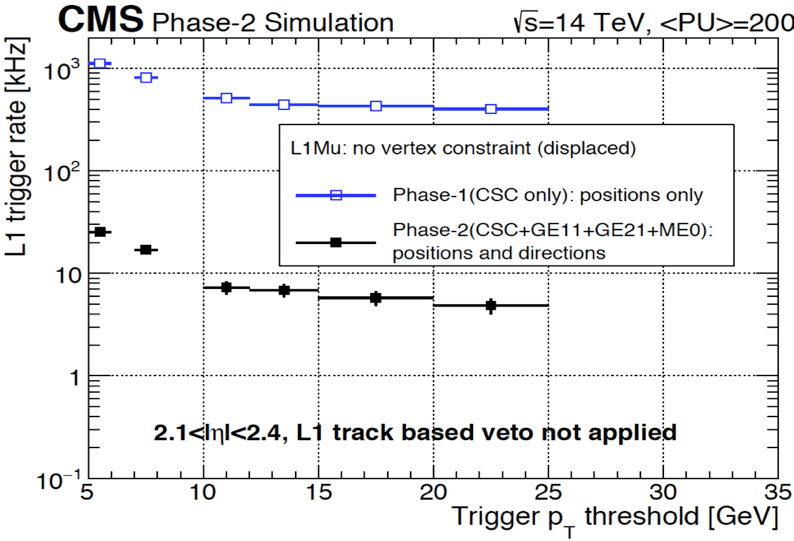 CMS Phase-2 Simulation
√s=14 TeV, <PU>=200
L1 trigger rate [kHz]
10³
10²
10
1
10⁻¹
L1Mu: no vertex constraint (displaced)
Phase-1(CSC only): positions only
Phase-2(CSC+GE11+GE21+ME0):
positions and directions
2.1<|η|<2.4, L1 track based veto not applied
5 10 15 20 25 30 35
Trigger p_T threshold [GeV]